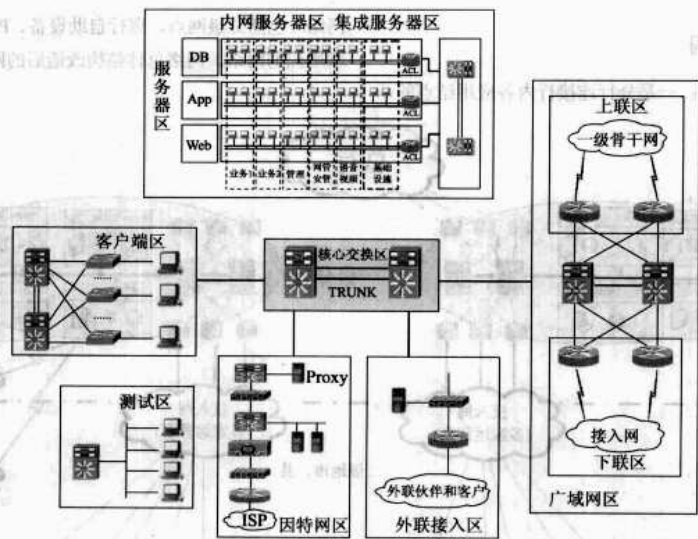 内网服务器区 集成服务器区
服务器区
DB
ACL
App
ACL
Web
ACL
业务1
业务2
管理
网管安管
语音视频
基础设施
上联区
一级骨干网
客户端区
……
……
核心交换区
TRUNK
测试区
Proxy
ISP
因特网区
外联伙伴和客户
外联接入区
接入网
下联区
广域网区